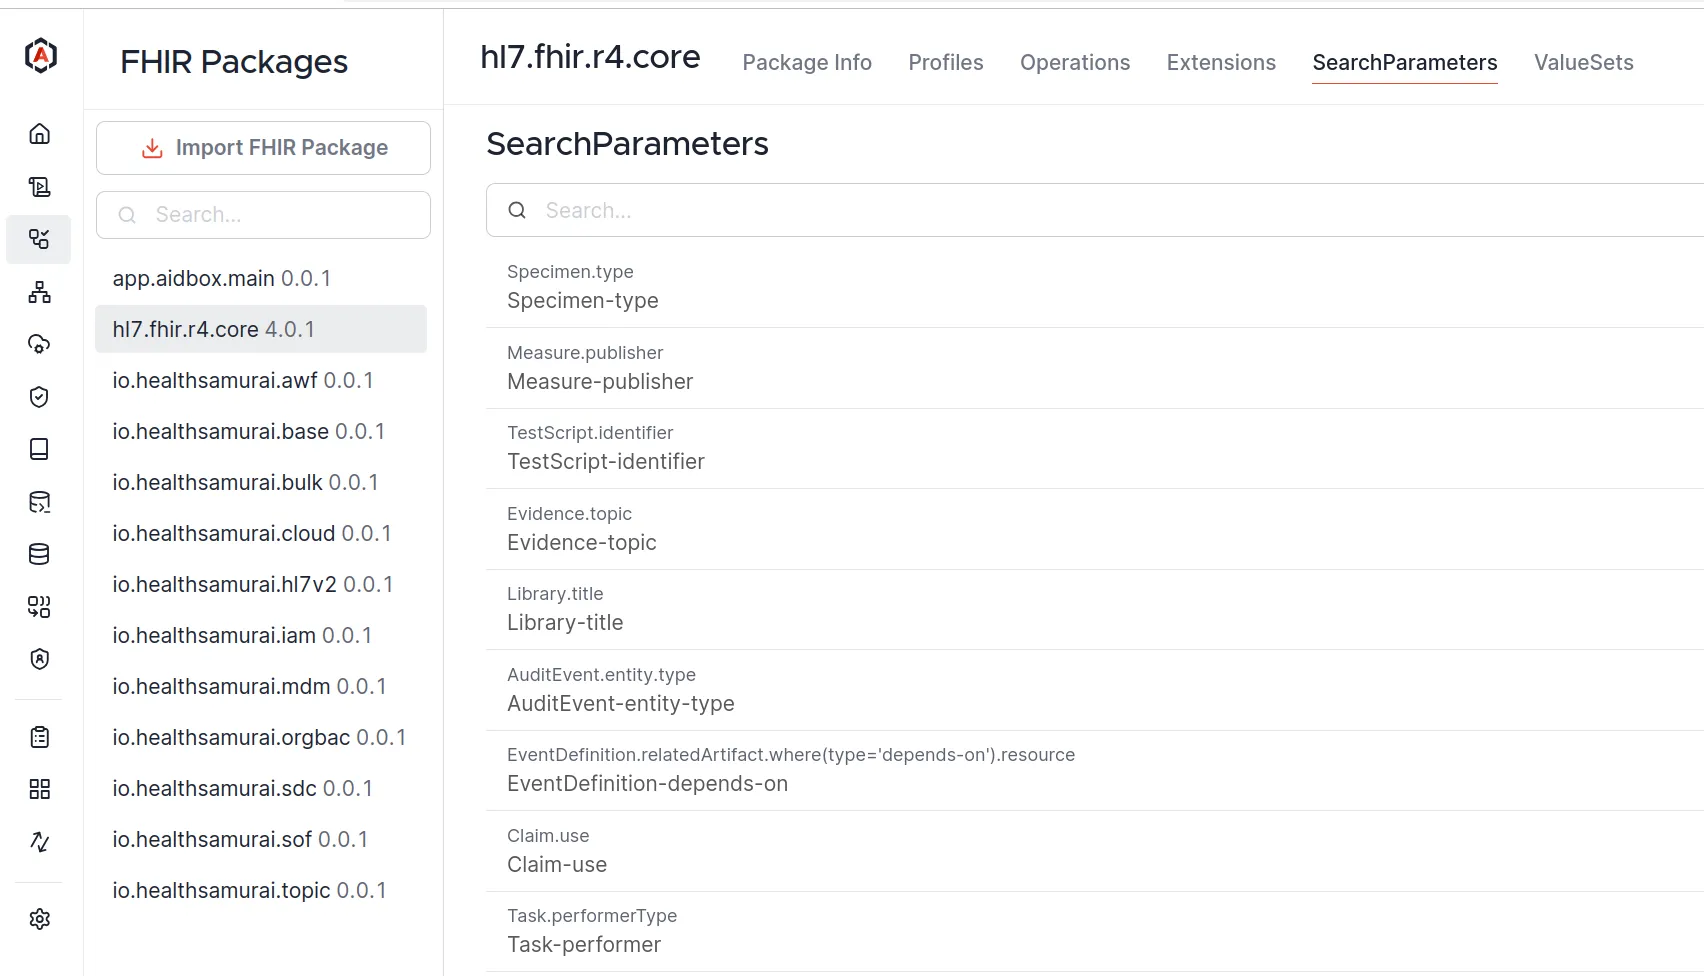 FHIR Packages
Import FHIR Package
Search...
app.aidbox.main 0.0.1
hl7.fhir.r4.core 4.0.1
io.healthsamurai.awf 0.0.1
io.healthsamurai.base 0.0.1
io.healthsamurai.bulk 0.0.1
io.healthsamurai.cloud 0.0.1
io.healthsamurai.hl7v2 0.0.1
io.healthsamurai.iam 0.0.1
io.healthsamurai.mdm 0.0.1
io.healthsamurai.orgbac 0.0.1
io.healthsamurai.sdc 0.0.1
io.healthsamurai.sof 0.0.1
io.healthsamurai.topic 0.0.1
hl7.fhir.r4.core
Package Info Profiles Operations Extensions SearchParameters ValueSets
SearchParameters
Search...
Specimen.type
Specimen-type
Measure.publisher
Measure-publisher
TestScript.identifier
TestScript-identifier
Evidence.topic
Evidence-topic
Library.title
Library-title
AuditEvent.entity.type
AuditEvent-entity-type
EventDefinition.relatedArtifact.where(type='depends-on').resource
EventDefinition-depends-on
Claim.use
Claim-use
Task.performerType
Task-performer